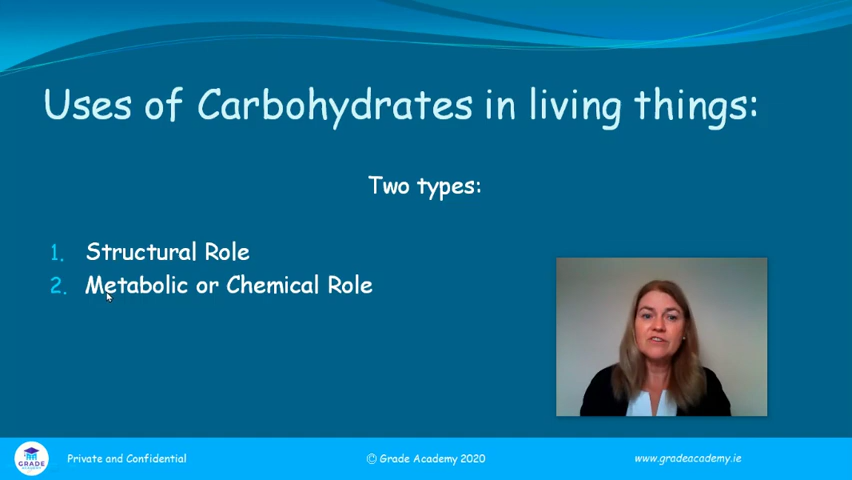 Uses of Carbohydrates in living things:
Two types:
1. Structural Role
2. Metabolic or Chemical Role
GRADE
Private and Confidential
© Grade Academy 2020
www.gradeacademy.ie